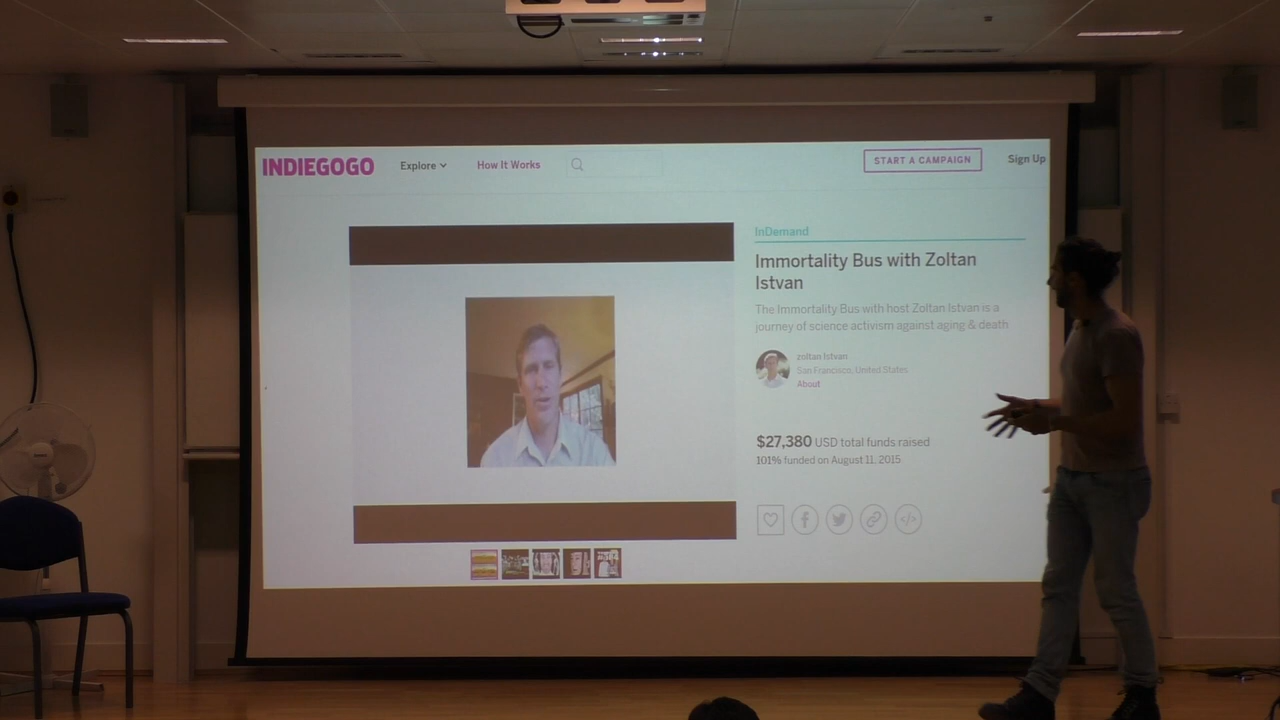 INDIEGOGO
Explore
How It Works
START A CAMPAIGN
Sign Up
InDemand
Immortality Bus with Zoltan
Istvan
The Immortality Bus with host Zoltan Istvan is a
journey of science activism against aging & death
zoltan Istvan
San Francisco, United States
About
$27,380 USD total funds raised
101% funded on August 11, 2015